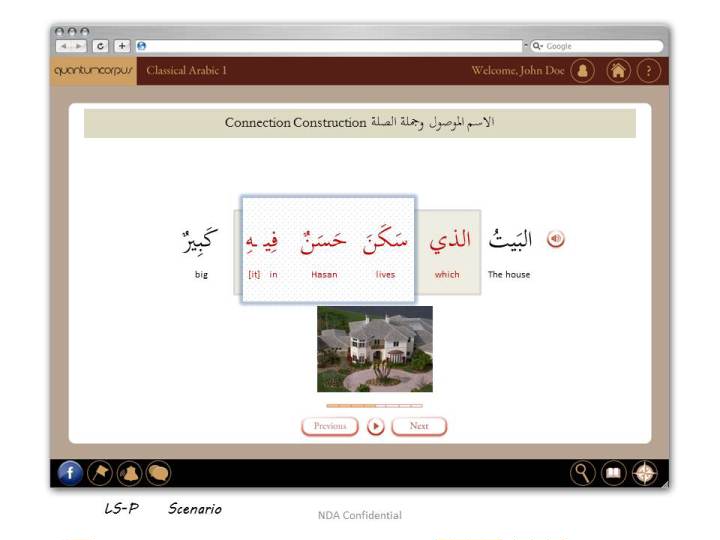 Google
quantumcorpus Classical Arabic 1 Welcome, John Doe ?
Connection Construction الاسم الموصول وجملة الصلة
البَيتُ الذي سَكَنَ حَسَنٌ فِيـهِ كَبِيرٌ
big [it] in Hasan lives which The house
Previous Next
f
LS-P Scenario
NDA Confidential